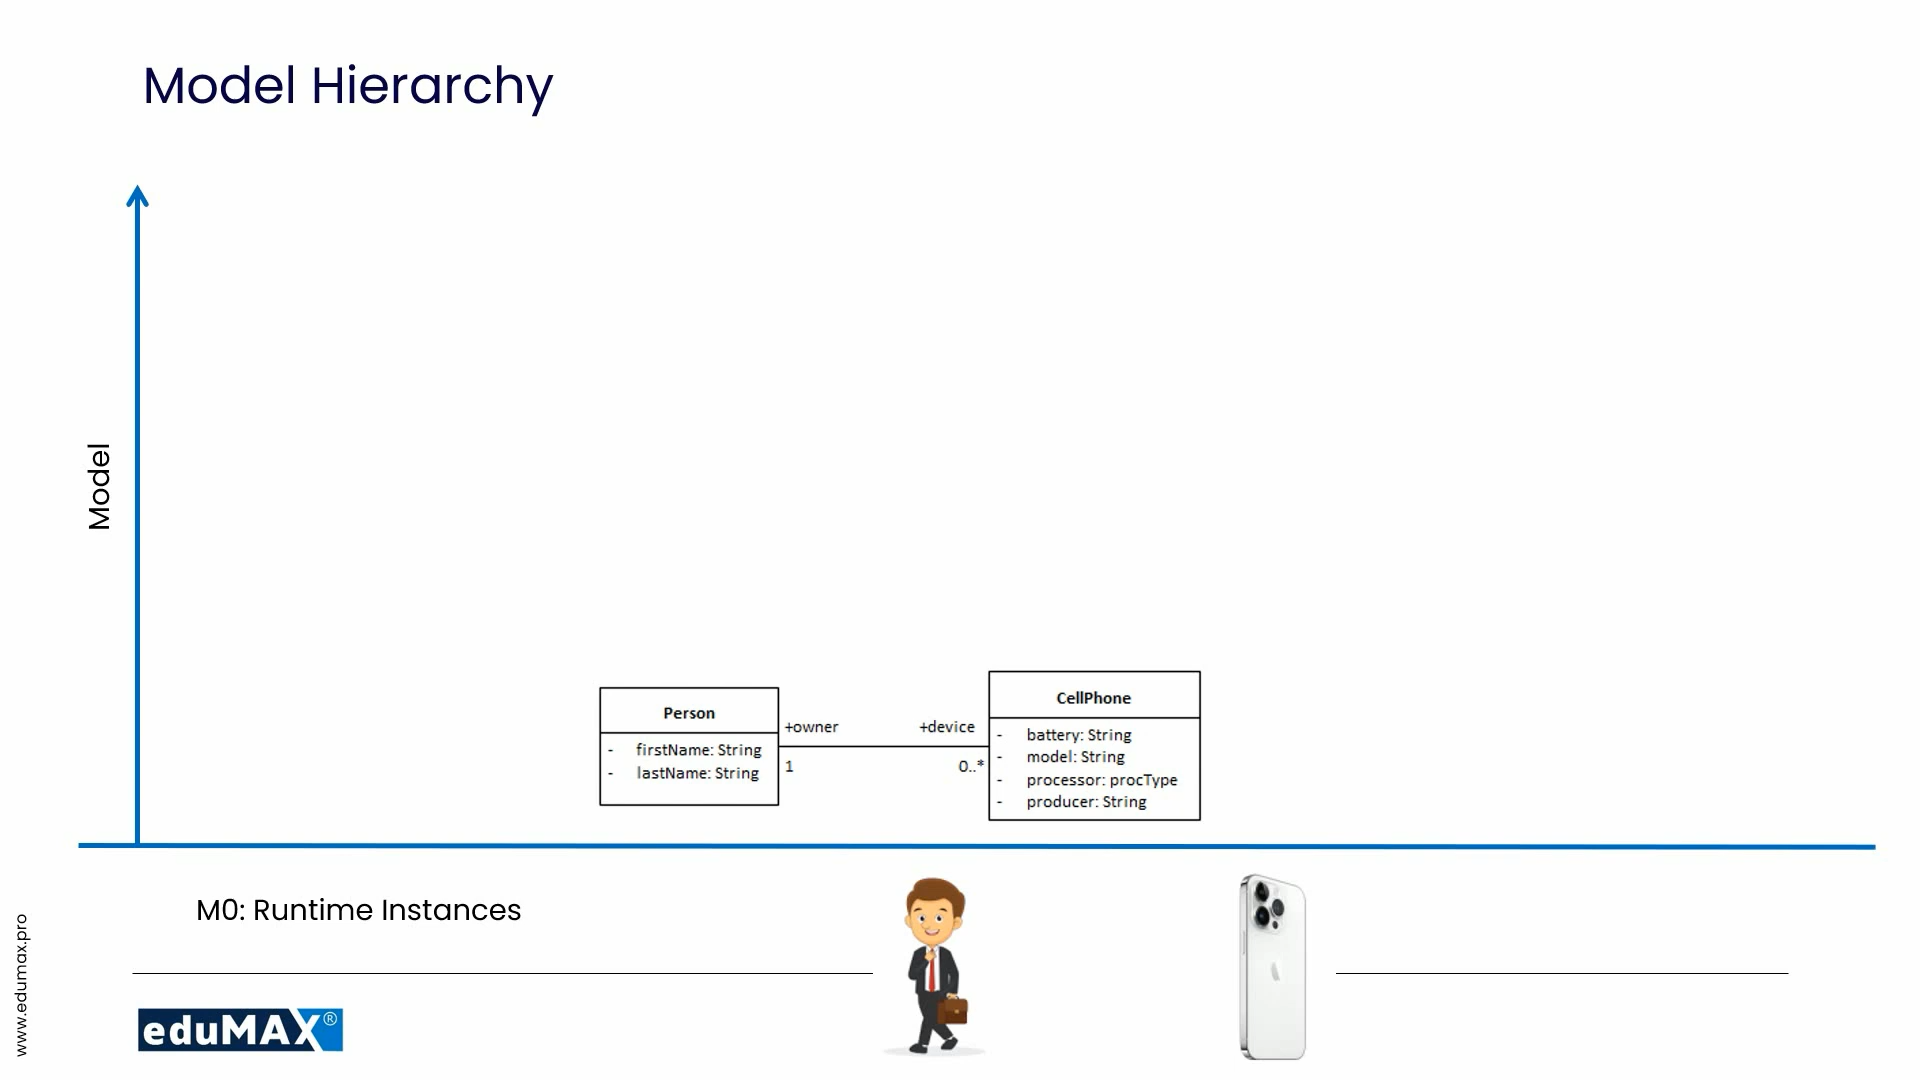 Model Hierarchy
Model
Person
- firstName: String
- lastName: String
+owner
1
+device
0..*
CellPhone
- battery: String
- model: String
- processor: procType
- producer: String
M0: Runtime Instances
www.edumax.pro
eduMAX®